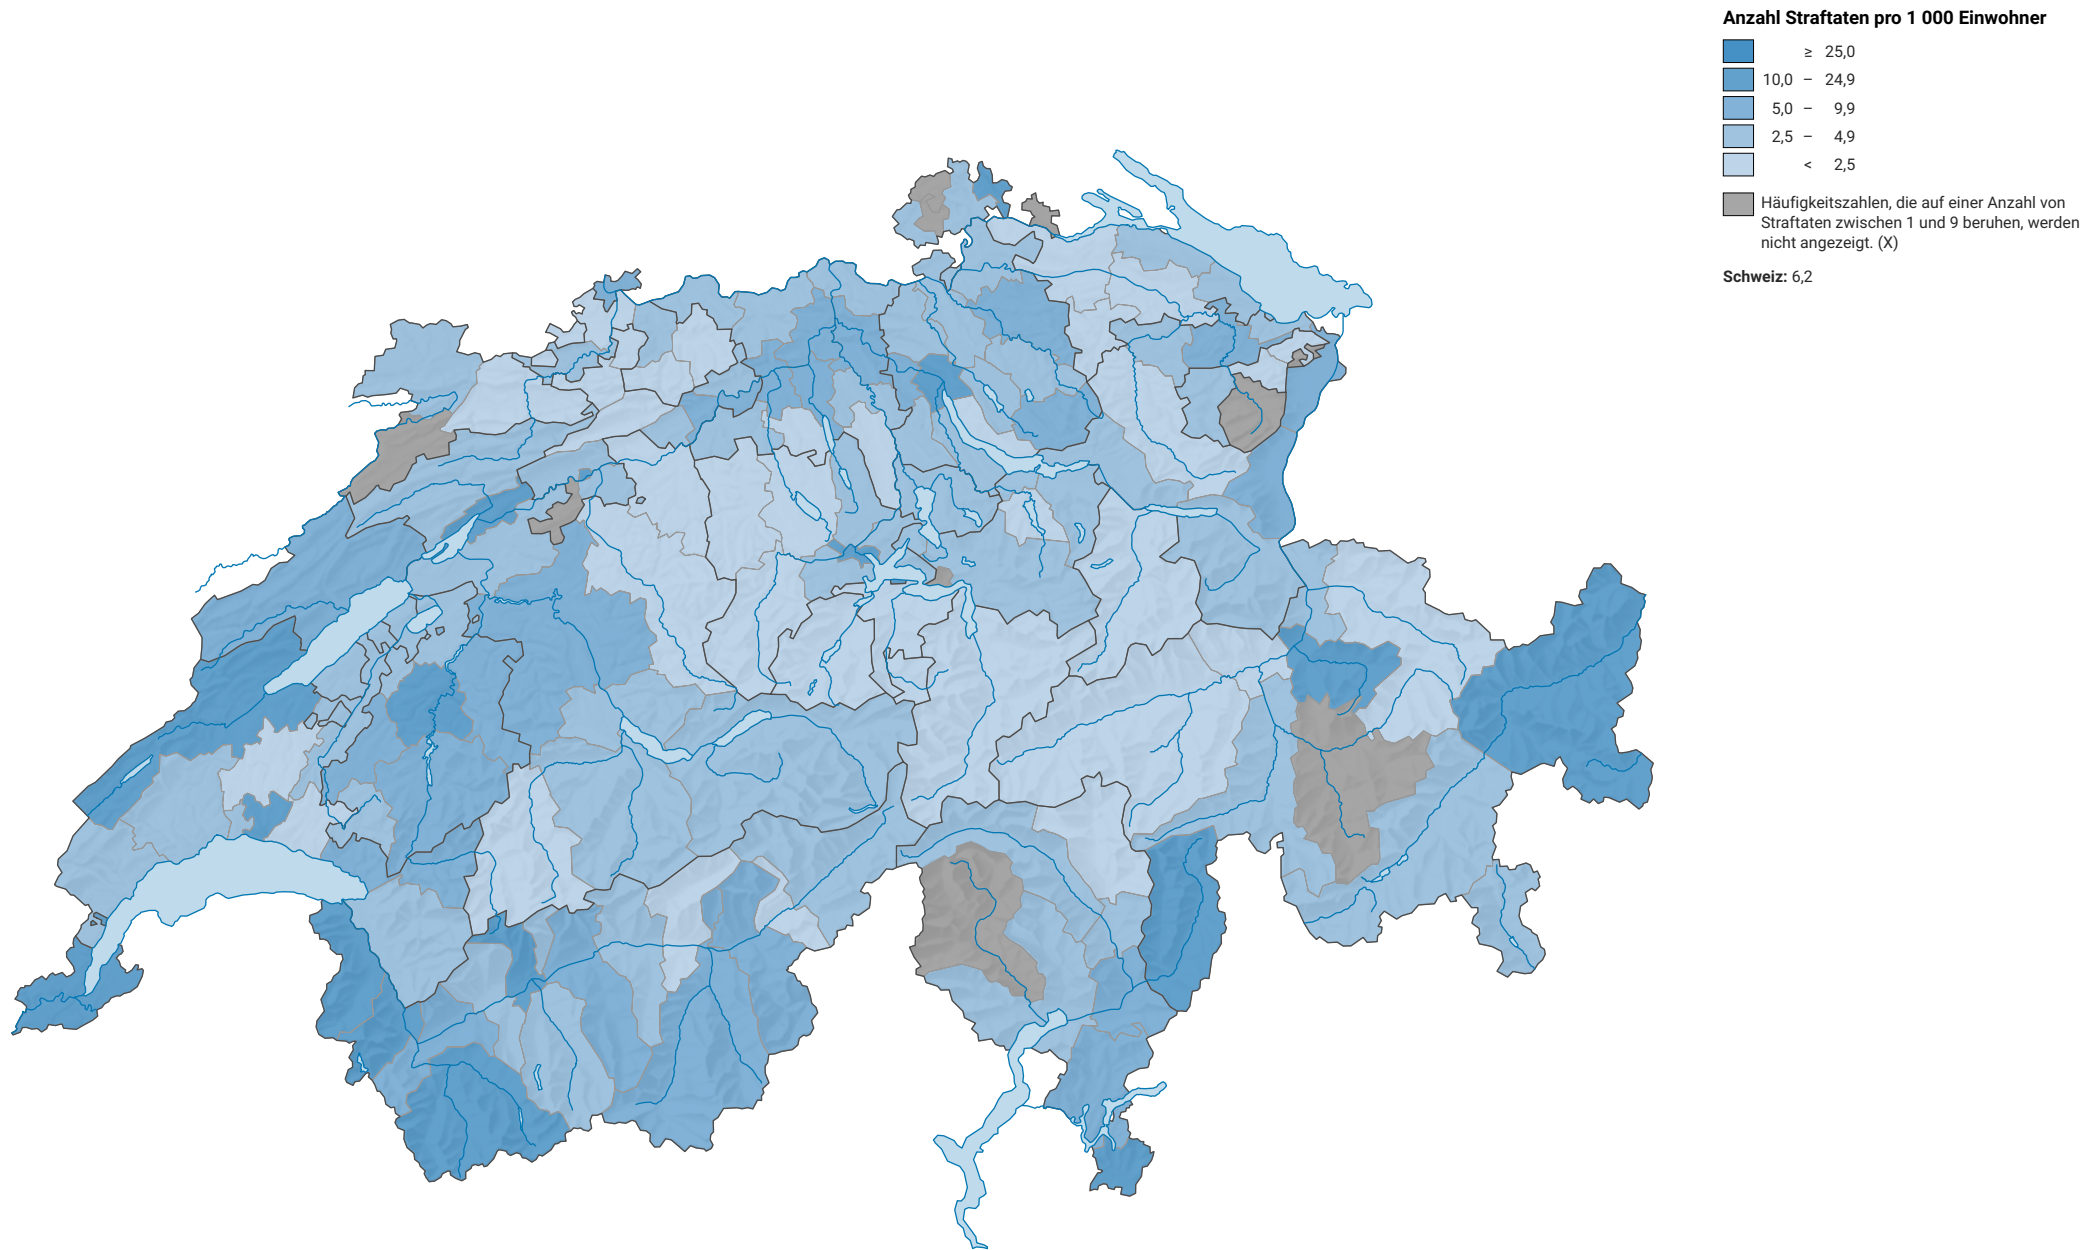 Anzahl Straftaten pro 1 000 Einwohner
≥ 25,0
10,0 – 24,9
5,0 – 9,9
2,5 – 4,9
< 2,5
Häufigkeitszahlen, die auf einer Anzahl von
Straftaten zwischen 1 und 9 beruhen, werden
nicht angezeigt. (X)
Schweiz: 6,2